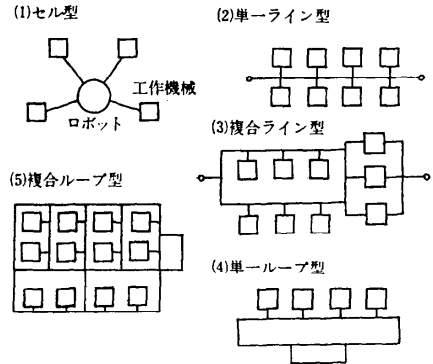 (1)セル型
工作機械
ロボット
(2)単一ライン型
(3)複合ライン型
(4)単一ループ型
(5)複合ループ型